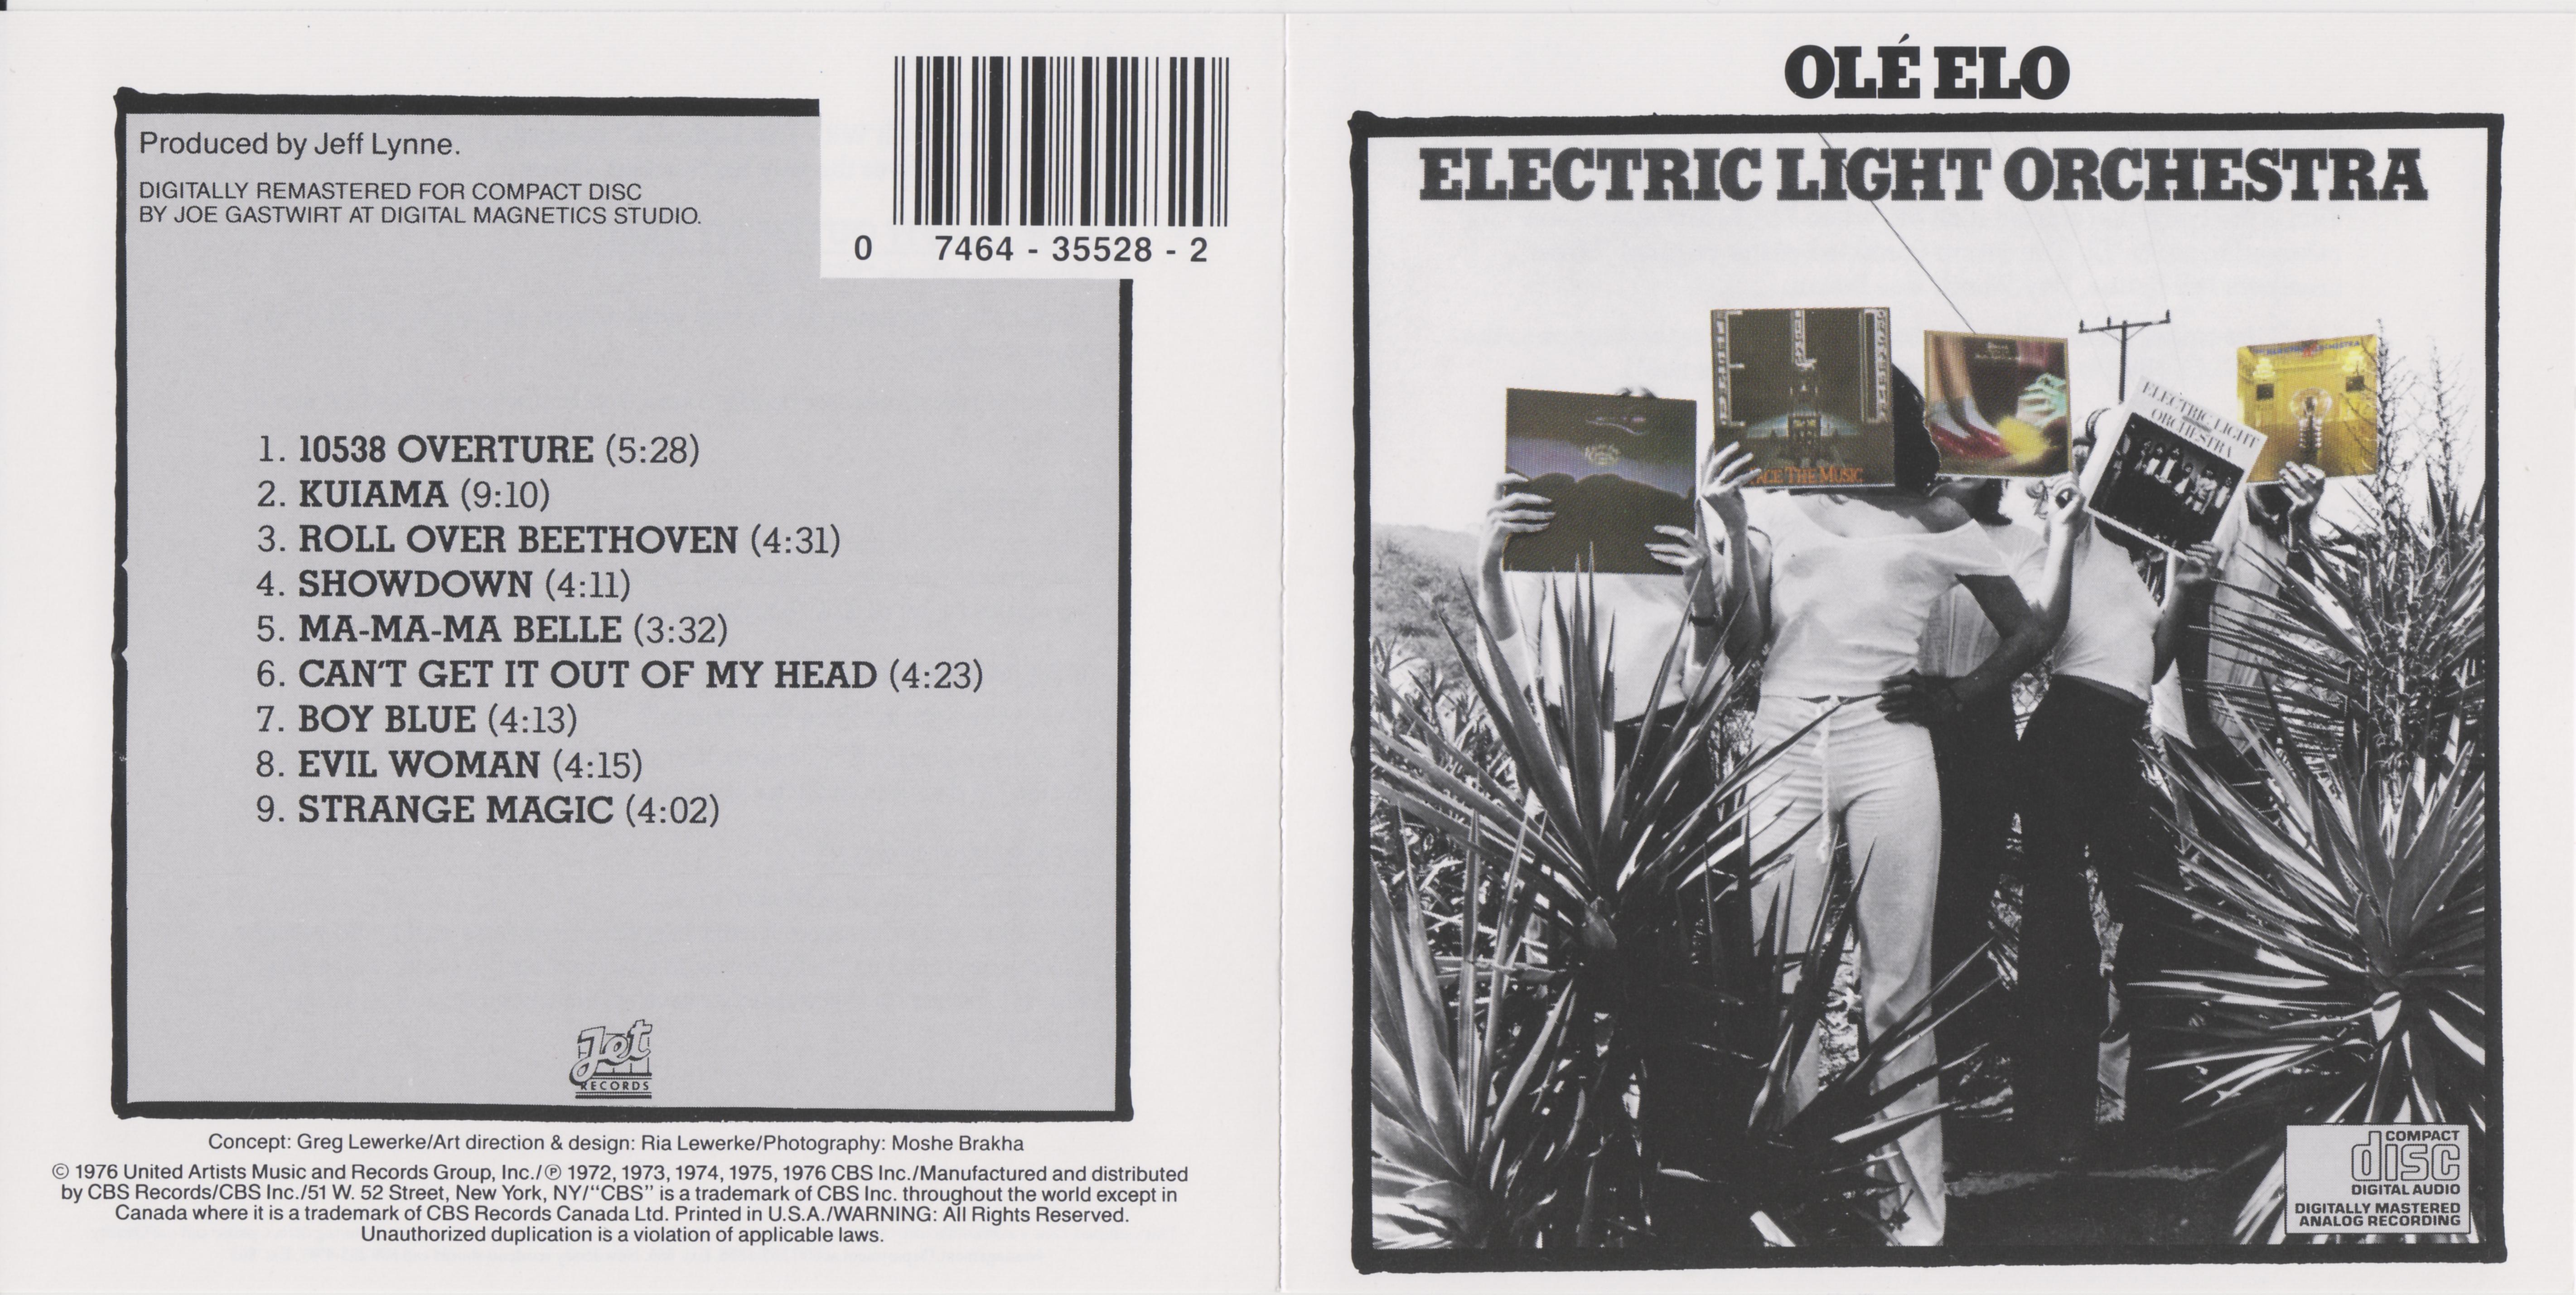 Produced by Jeff Lynne.
DIGITALLY REMASTERED FOR COMPACT DISC
BY JOE GASTWIRT AT DIGITAL MAGNETICS STUDIO.
0 7464 - 35528 - 2
1. 10538 OVERTURE (5:28)
2. KUIAMA (9:10)
3. ROLL OVER BEETHOVEN (4:31)
4. SHOWDOWN (4:11)
5. MA-MA-MA BELLE (3:32)
6. CAN'T GET IT OUT OF MY HEAD (4:23)
7. BOY BLUE (4:13)
8. EVIL WOMAN (4:15)
9. STRANGE MAGIC (4:02)
Jet
RECORDS
Concept: Greg Lewerke/Art direction & design: Ria Lewerke/Photography: Moshe Brakha
© 1976 United Artists Music and Records Group, Inc./℗ 1972, 1973, 1974, 1975, 1976 CBS Inc./Manufactured and distributed
by CBS Records/CBS Inc./51 W. 52 Street, New York, NY/“CBS” is a trademark of CBS Inc. throughout the world except in
Canada where it is a trademark of CBS Records Canada Ltd. Printed in U.S.A./WARNING: All Rights Reserved.
Unauthorized duplication is a violation of applicable laws.
OLÉ ELO
ELECTRIC LIGHT ORCHESTRA
THE MUSIC
ELECTRIC LIGHT
ORCHESTRA
COMPACT
disc
DIGITAL AUDIO
DIGITALLY MASTERED
ANALOG RECORDING